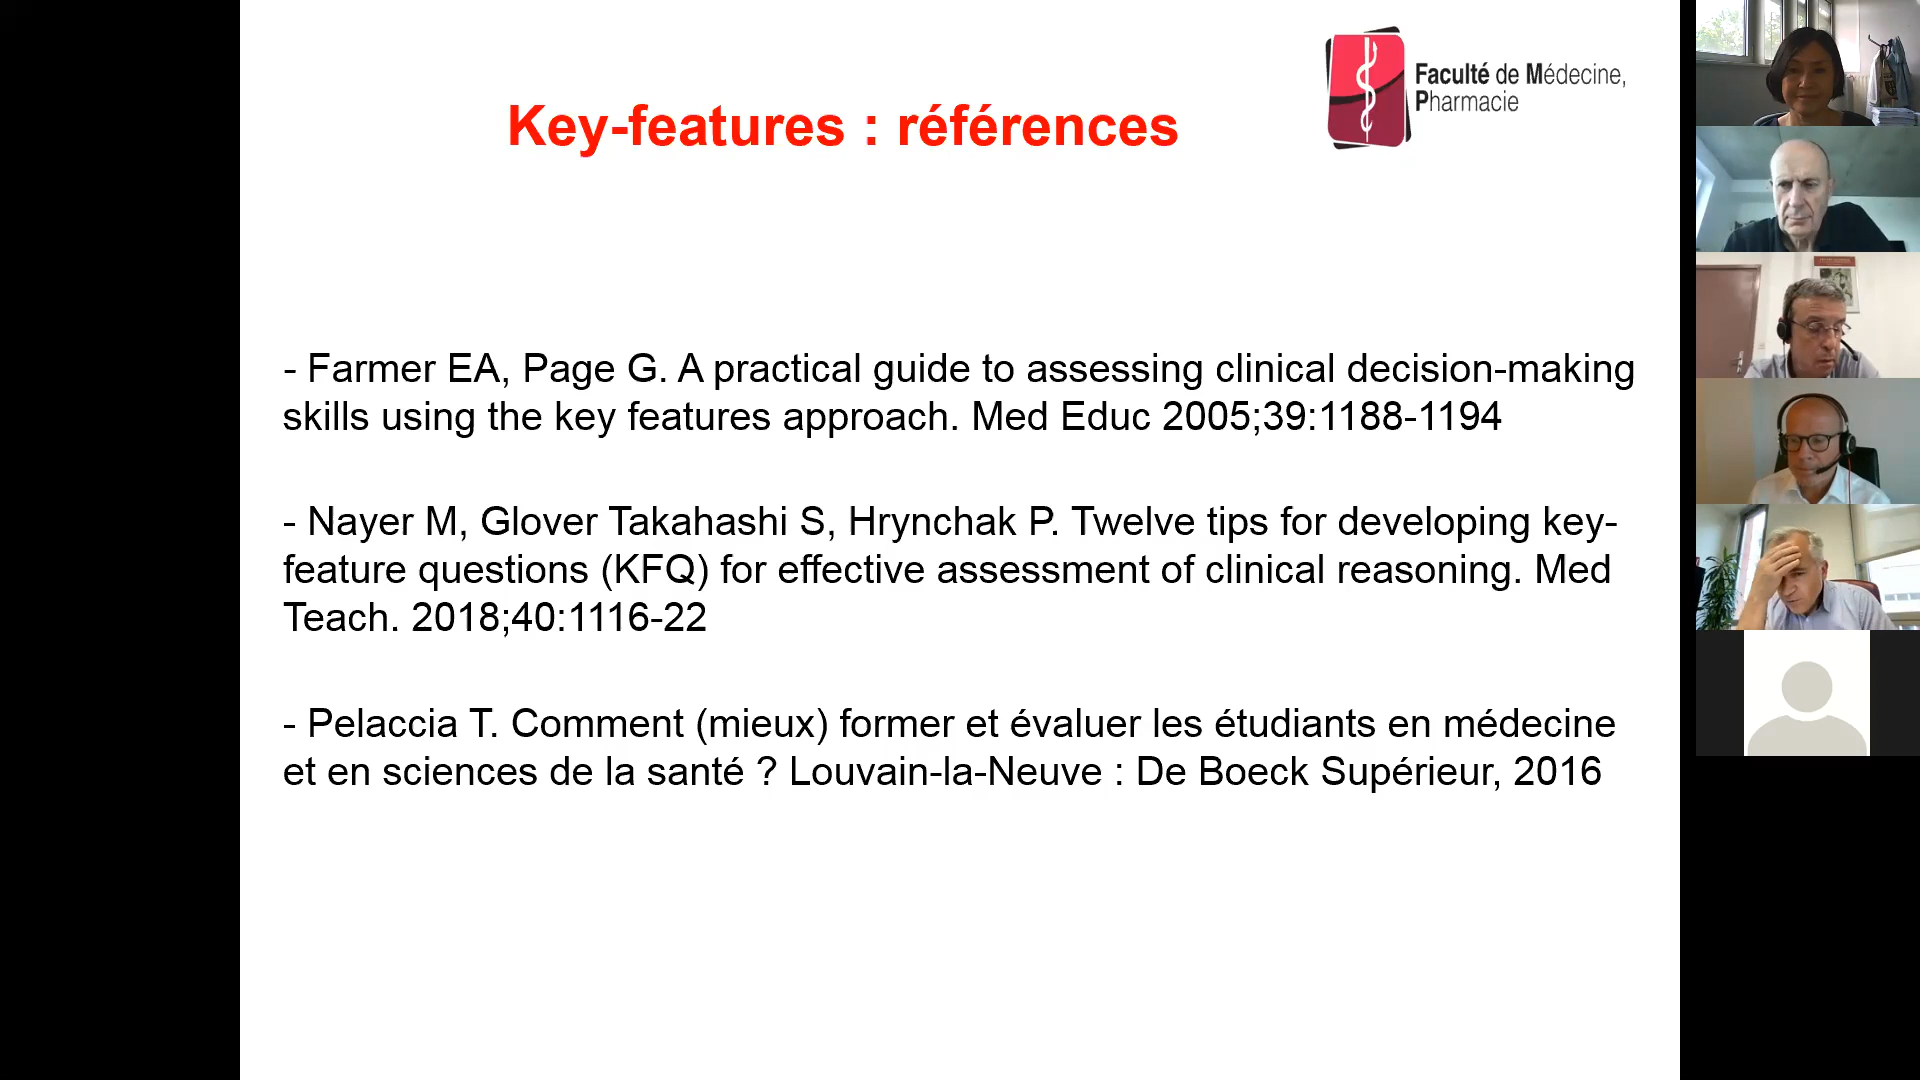 Faculté de Médecine,
Pharmacie
Key-features : références
- Farmer EA, Page G. A practical guide to assessing clinical decision-making
skills using the key features approach. Med Educ 2005;39:1188-1194
- Nayer M, Glover Takahashi S, Hrynchak P. Twelve tips for developing key-
feature questions (KFQ) for effective assessment of clinical reasoning. Med
Teach. 2018;40:1116-22
- Pelaccia T. Comment (mieux) former et évaluer les étudiants en médecine
et en sciences de la santé ? Louvain-la-Neuve : De Boeck Supérieur, 2016